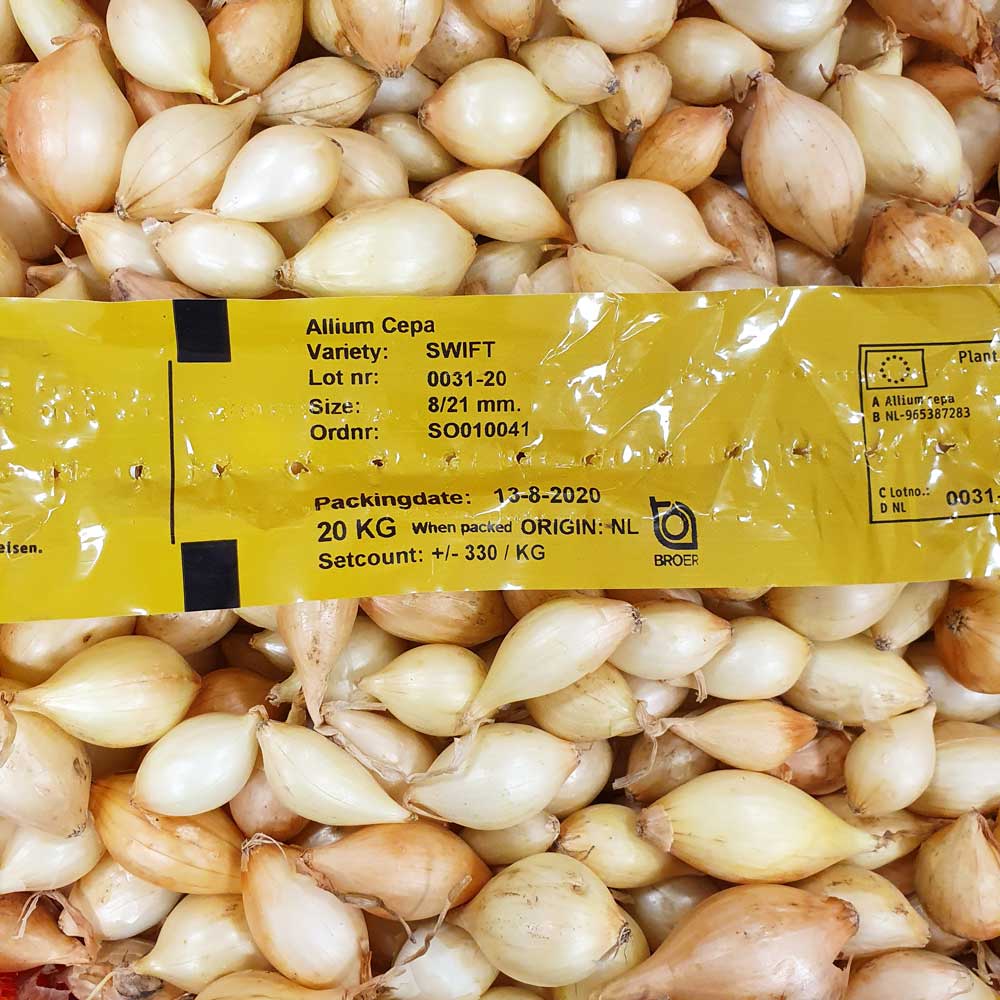 eisen.
Allium Cepa
Variety: SWIFT
Lot nr: 0031-20
Size: 8/21 mm.
Ordnr: SO010041
Packingdate: 13-8-2020
20 KG When packed ORIGIN: NL
Setcount: +/- 330 / KG
BROER
Plant
A Allium cepa
B NL-965387283
C Lotno.: 0031-
D NL